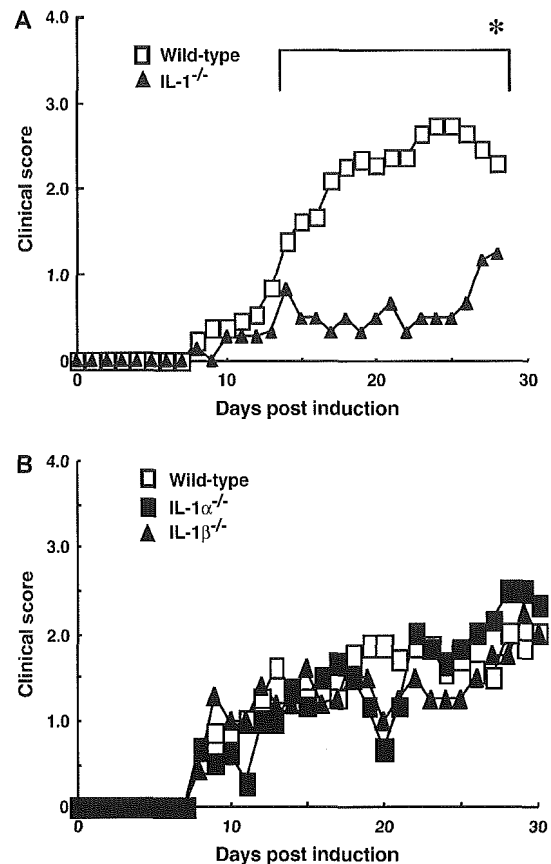 A
4.0
*
Wild-type
IL-1-/-
3.0
2.0
1.0
0
Clinical score
0
10
20
30
Days post induction
B
4.0
Wild-type
IL-1α-/-
IL-1β-/-
3.0
2.0
1.0
0
Clinical score
0
10
20
30
Days post induction